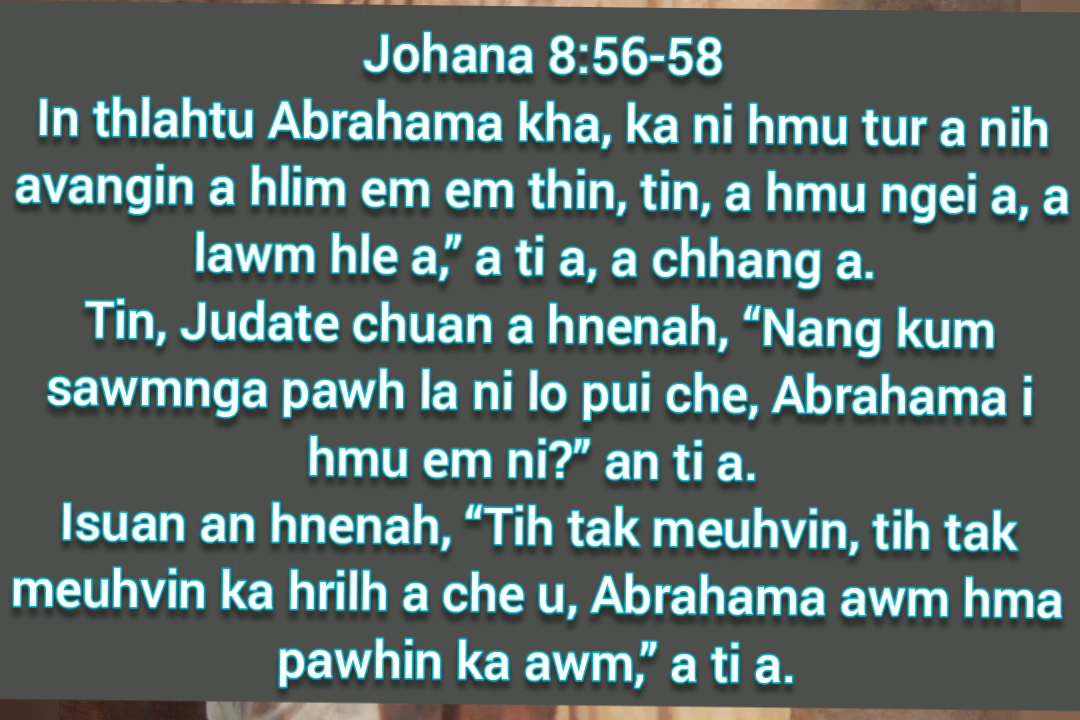 Johana 8:56-58
In thlahtu Abrahama kha, ka ni hmu tur a nih
avangin a hlim em em thin, tin, a hmu ngei a, a
lawm hle a,” a ti a, a chhang a.
Tin, Judate chuan a hnenah, “Nang kum
sawmnga pawh la ni lo pui che, Abrahama i
hmu em ni?” an ti a.
Isuan an hnenah, “Tih tak meuhvin, tih tak
meuhvin ka hrilh a che u, Abrahama awm hma
pawhin ka awm,” a ti a.